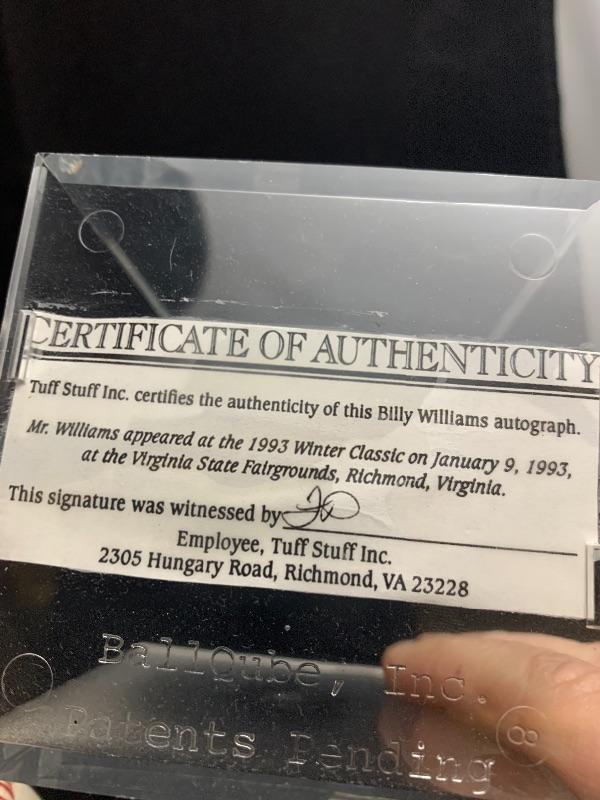 CERTIFICATE OF AUTHENTICITY
Tuff Stuff Inc. certifies the authenticity of this Billy Williams autograph.
Mr. Williams appeared at the 1993 Winter Classic on January 9, 1993,
at the Virginia State Fairgrounds, Richmond, Virginia.
This signature was witnessed by
Employee, Tuff Stuff Inc.
2305 Hungary Road, Richmond, VA 23228
BallQube, Inc.
Patents Pending
8